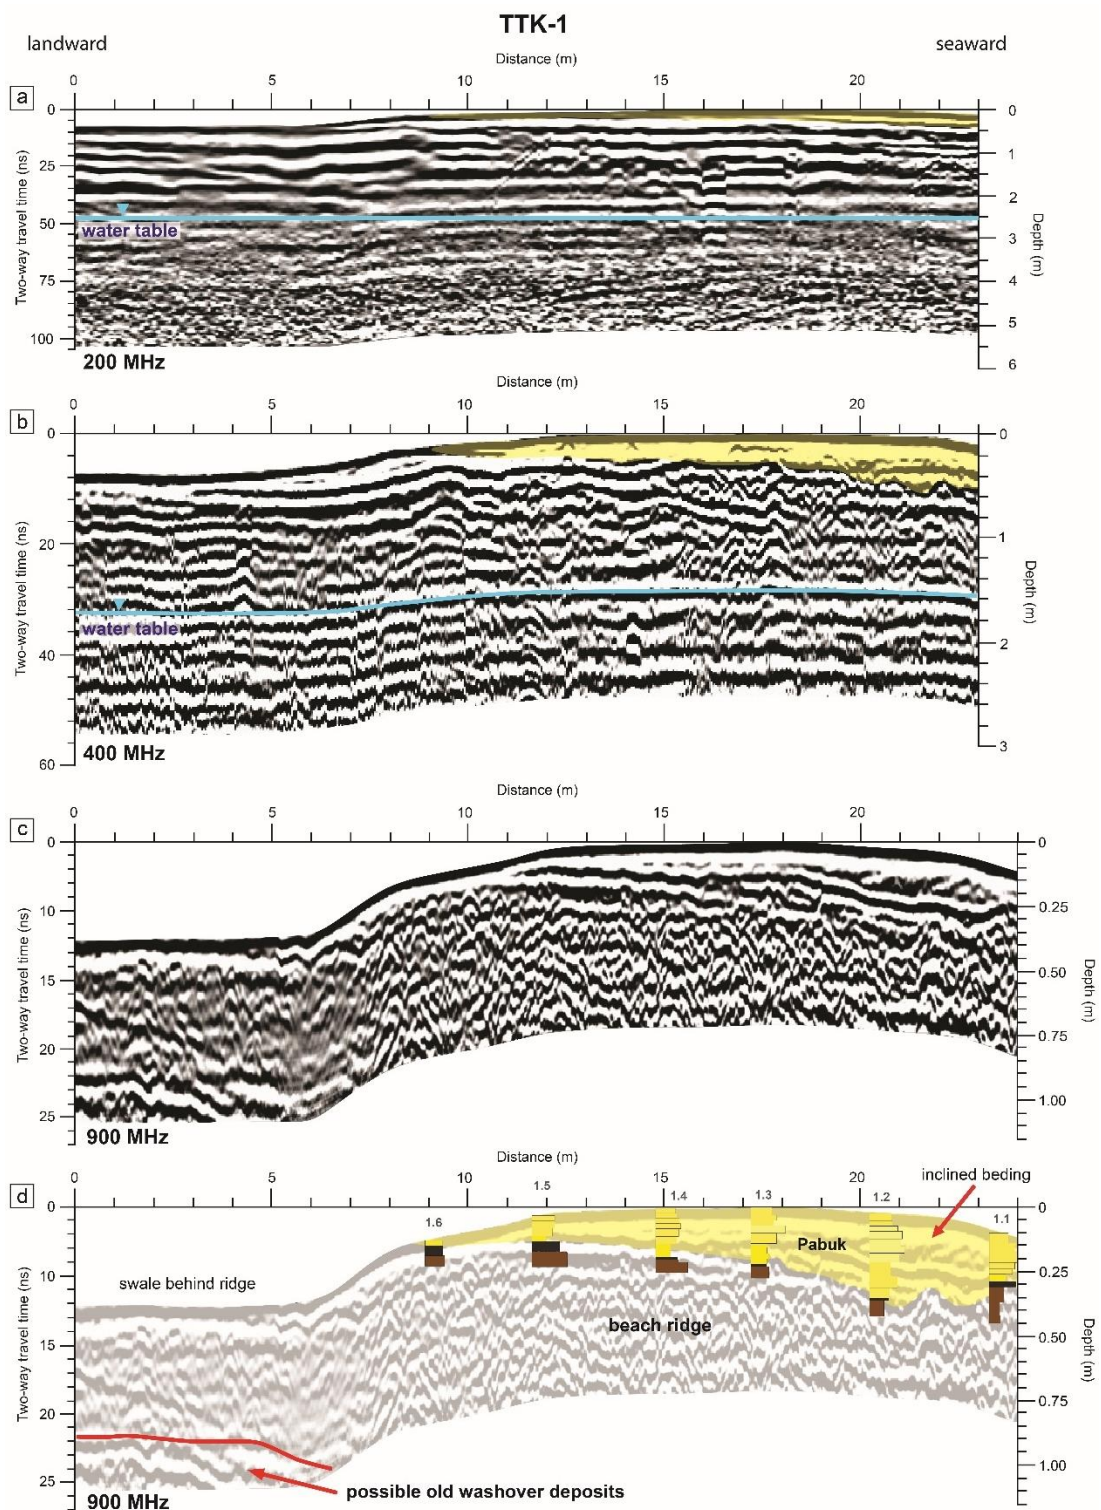 TTK-1
landward
seaward
Distance (m)
0 5 10 15 20
a
0
25
50
75
100
Two-way travel time (ns)
0
1
2
3
4
5
6
Depth (m)
water table
200 MHz
Distance (m)
0 5 10 15 20
b
0
20
40
60
Two-way travel time (ns)
0
1
2
3
Depth (m)
water table
400 MHz
Distance (m)
0 5 10 15 20
c
0
10
15
20
25
Two-way travel time (ns)
0
0.25
0.50
0.75
1.00
Depth (m)
900 MHz
Distance (m)
0 5 10 15 20
inclined beding
d
1.6 1.5 1.4 1.3 1.2 1.1
0
10
15
20
25
Two-way travel time (ns)
0
0.25
0.50
0.75
1.00
Depth (m)
Pabuk
swale behind ridge
beach ridge
possible old washover deposits
900 MHz